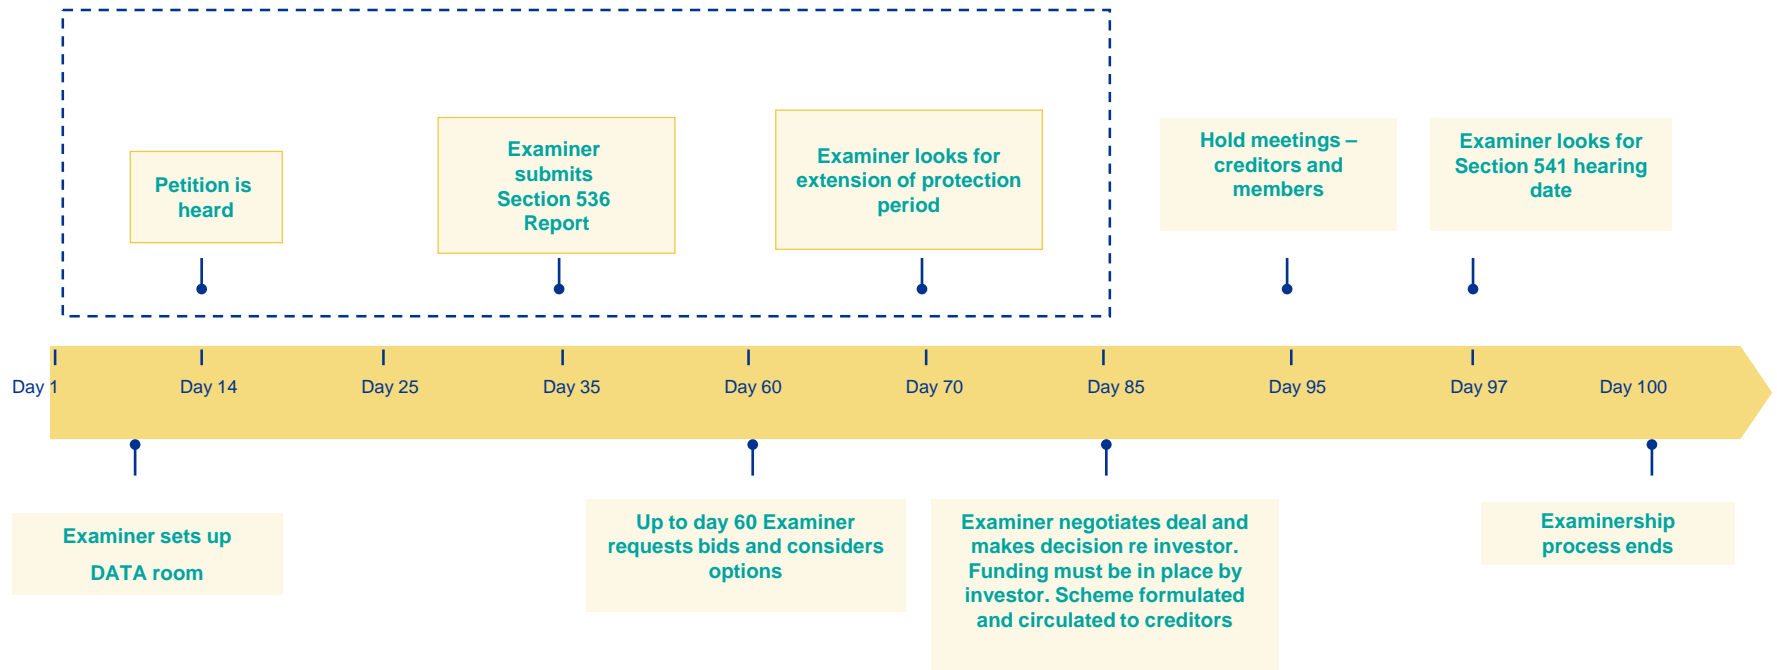 Petition is
heard
Examiner
submits
Section 536
Report
Examiner looks for
extension of protection
period
Hold meetings –
creditors and
members
Examiner looks for
Section 541 hearing
date
Day 1
Day 14
Day 25
Day 35
Day 60
Day 70
Day 85
Day 95
Day 97
Day 100
Examiner sets up
DATA room
Up to day 60 Examiner
requests bids and considers
options
Examiner negotiates deal and
makes decision re investor.
Funding must be in place by
investor. Scheme formulated
and circulated to creditors
Examinership
process ends